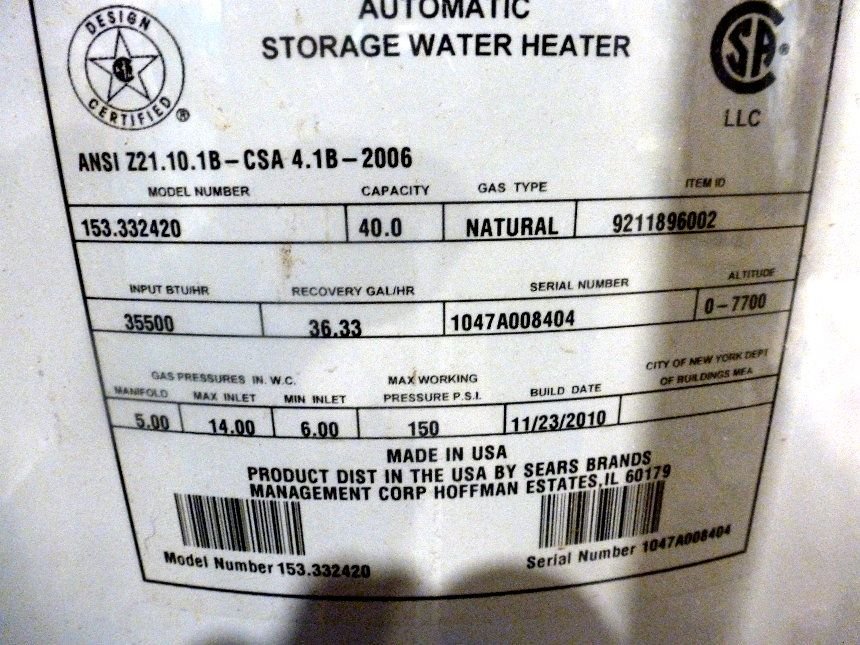 AUTOMATIC
STORAGE WATER HEATER
DESIGN
CERTIFIED
®
SA
®
LLC
ANSI Z21.10.1B-CSA 4.1B-2006
MODEL NUMBER CAPACITY GAS TYPE ITEM ID
153.332420 40.0 NATURAL 9211896002
INPUT BTU/HR RECOVERY GAL/HR SERIAL NUMBER ALTITUDE
35500 36.33 1047A008404 0-7700
GAS PRESSURES IN. W.C. MAX WORKING CITY OF NEW YORK DEPT
MANIFOLD MAX INLET MIN INLET PRESSURE P.S.I. BUILD DATE OF BUILDINGS MEA
5.00 14.00 6.00 150 11/23/2010
MADE IN USA
PRODUCT DIST IN THE USA BY SEARS BRANDS
MANAGEMENT CORP HOFFMAN ESTATES, IL 60179
Model Number 153.332420 Serial Number 1047A008404